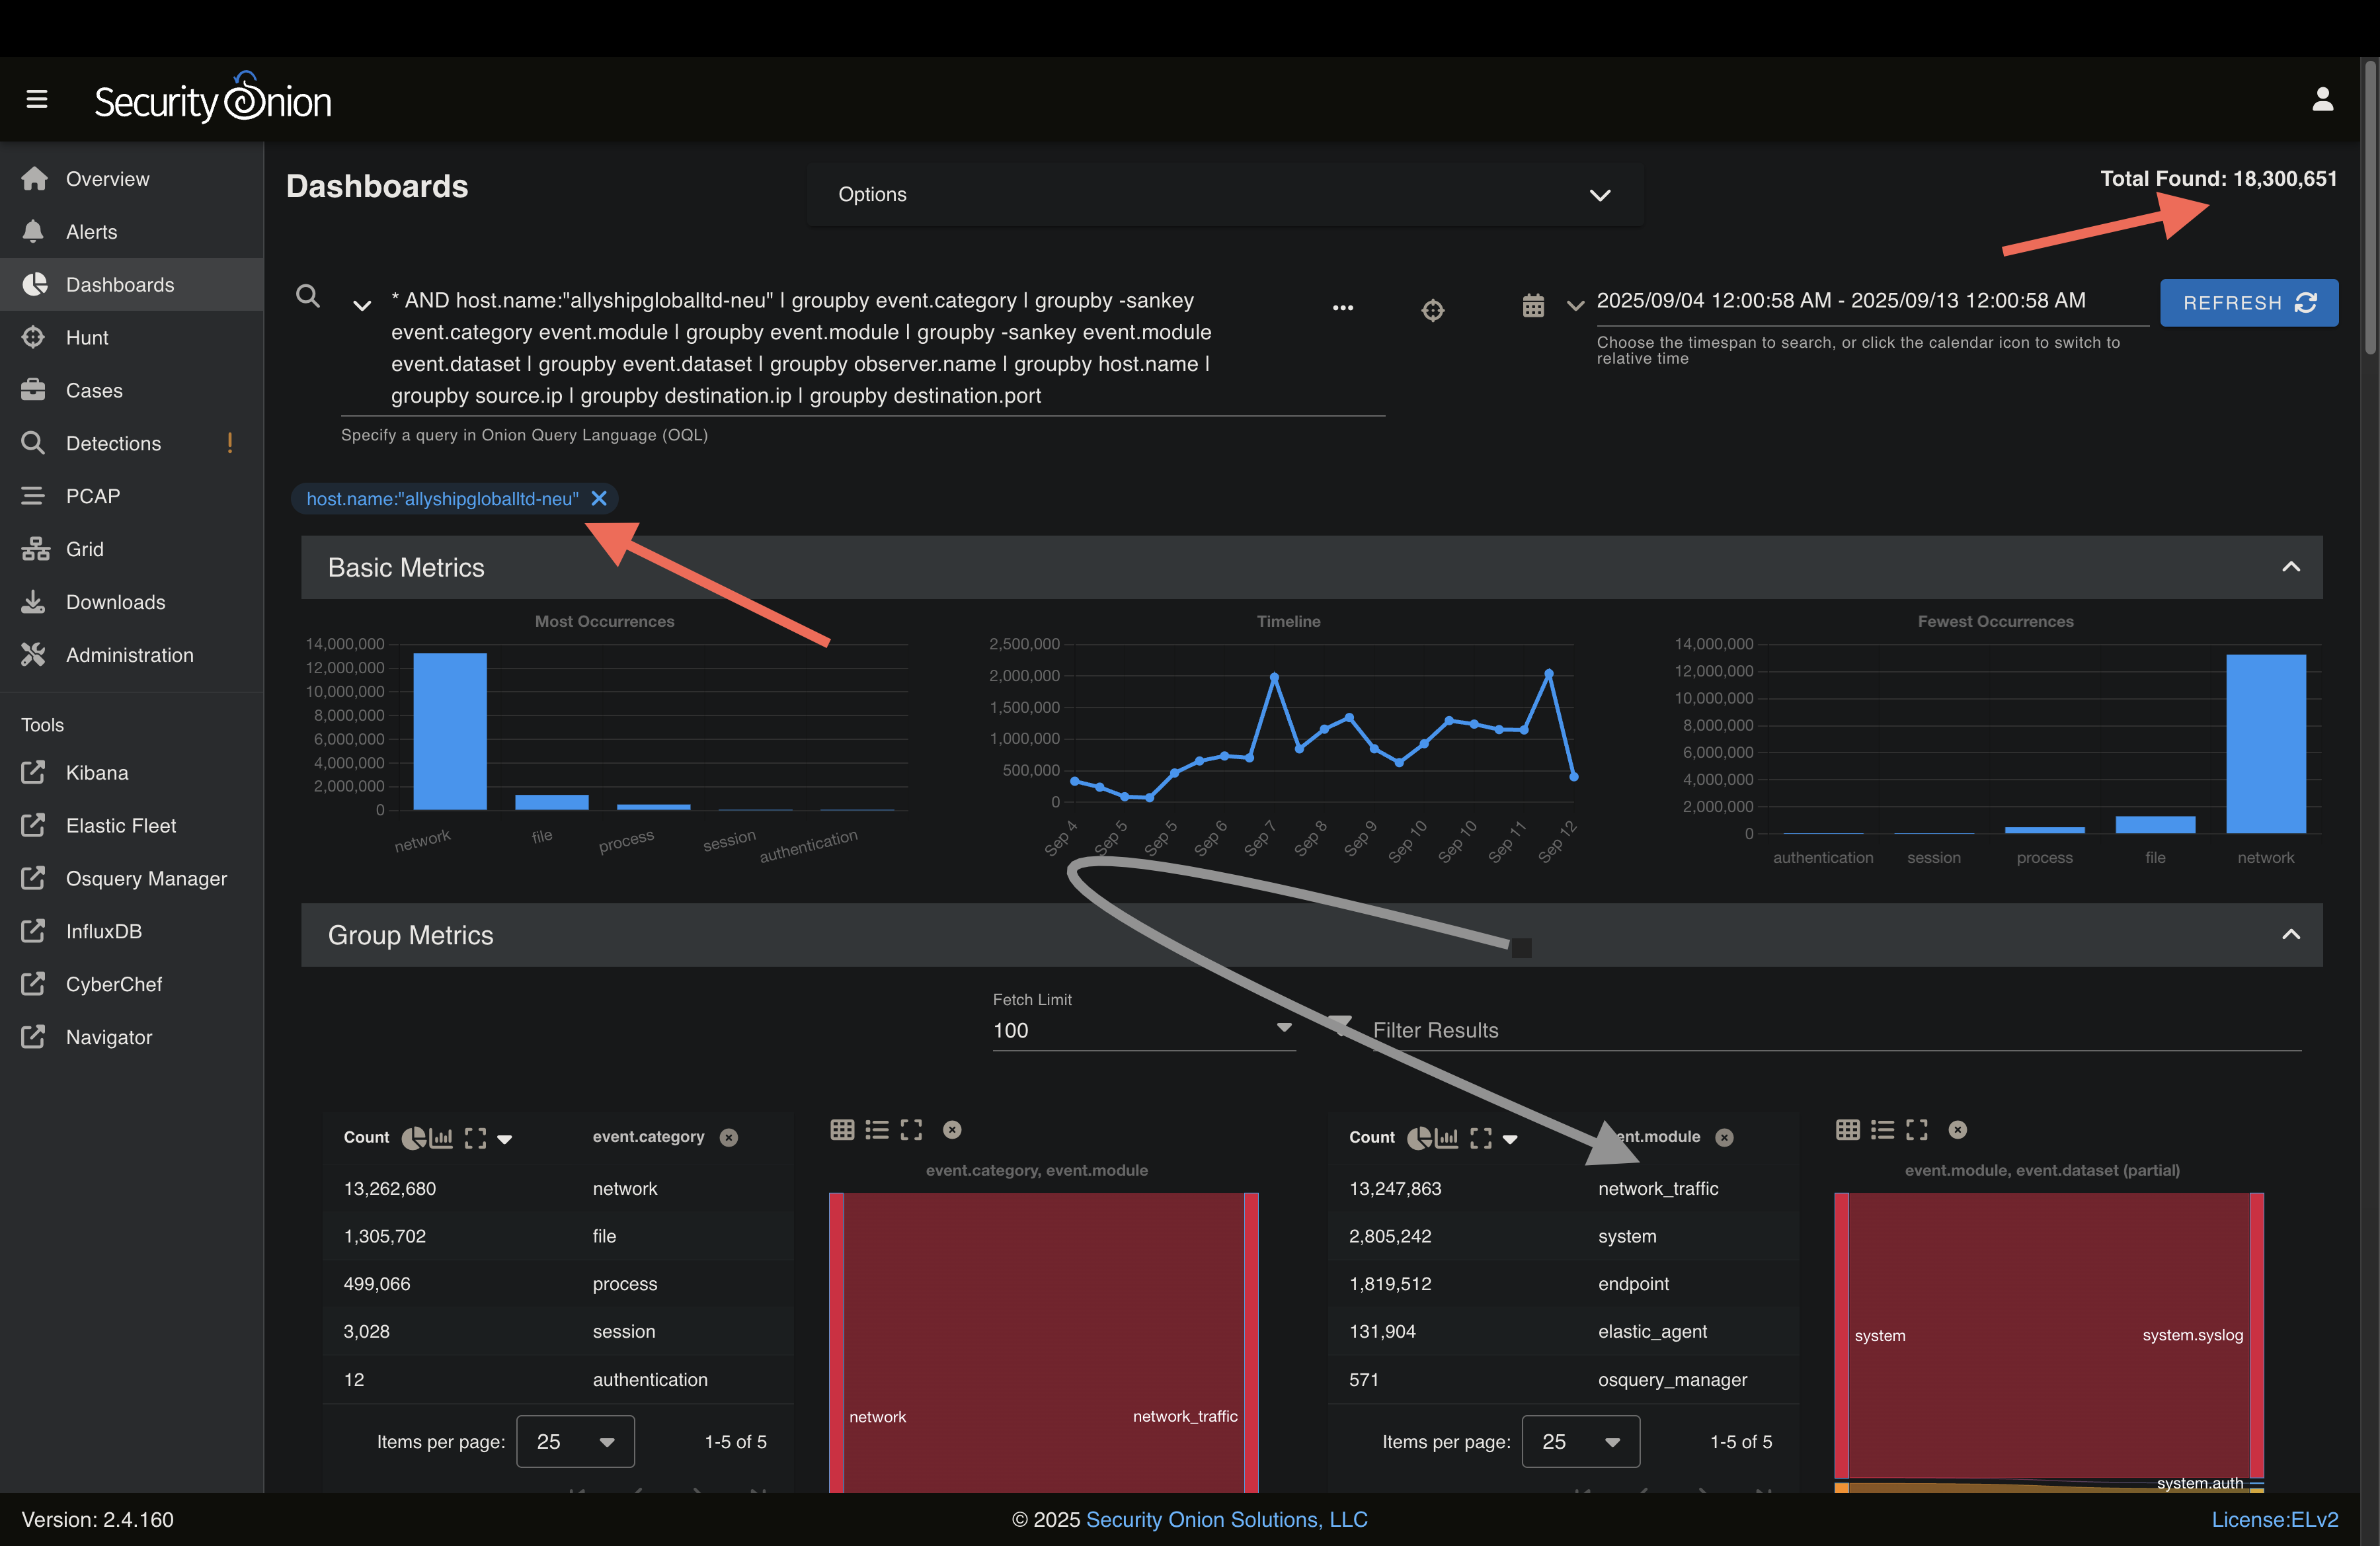 Security Onion
Overview
Alerts
Dashboards
Hunt
Cases
Detections !
PCAP
Grid
Downloads
Administration
Tools
Kibana
Elastic Fleet
Osquery Manager
InfluxDB
CyberChef
Navigator
Dashboards
Options
Total Found: 18,300,651
* AND host.name:"allyshipgloballtd-neu" | groupby event.category | groupby -sankey
event.category event.module | groupby event.module | groupby -sankey event.module
event.dataset | groupby event.dataset | groupby observer.name | groupby host.name |
groupby source.ip | groupby destination.ip | groupby destination.port
Specify a query in Onion Query Language (OQL)
2025/09/04 12:00:58 AM - 2025/09/13 12:00:58 AM
Choose the timespan to search, or click the calendar icon to switch to
relative time
REFRESH
host.name:"allyshipgloballtd-neu"
Basic Metrics
Most Occurrences
14,000,000
12,000,000
10,000,000
8,000,000
6,000,000
4,000,000
2,000,000
0
network file process session authentication
Timeline
2,500,000
2,000,000
1,500,000
1,000,000
500,000
0
Sep 4 Sep 5 Sep 5 Sep 6 Sep 7 Sep 8 Sep 9 Sep 10 Sep 10 Sep 11 Sep 12
Fewest Occurrences
14,000,000
12,000,000
10,000,000
8,000,000
6,000,000
4,000,000
2,000,000
0
authentication session process file network
Group Metrics
Fetch Limit
100
Filter Results
Count event.category
13,262,680 network
1,305,702 file
499,066 process
3,028 session
12 authentication
Items per page: 25 1-5 of 5
event.category, event.module
network network_traffic
Count ent.module
13,247,863 network_traffic
2,805,242 system
1,819,512 endpoint
131,904 elastic_agent
571 osquery_manager
Items per page: 25 1-5 of 5
event.module, event.dataset (partial)
system system.syslog
system.auth
Version: 2.4.160
© 2025 Security Onion Solutions, LLC
License:ELv2